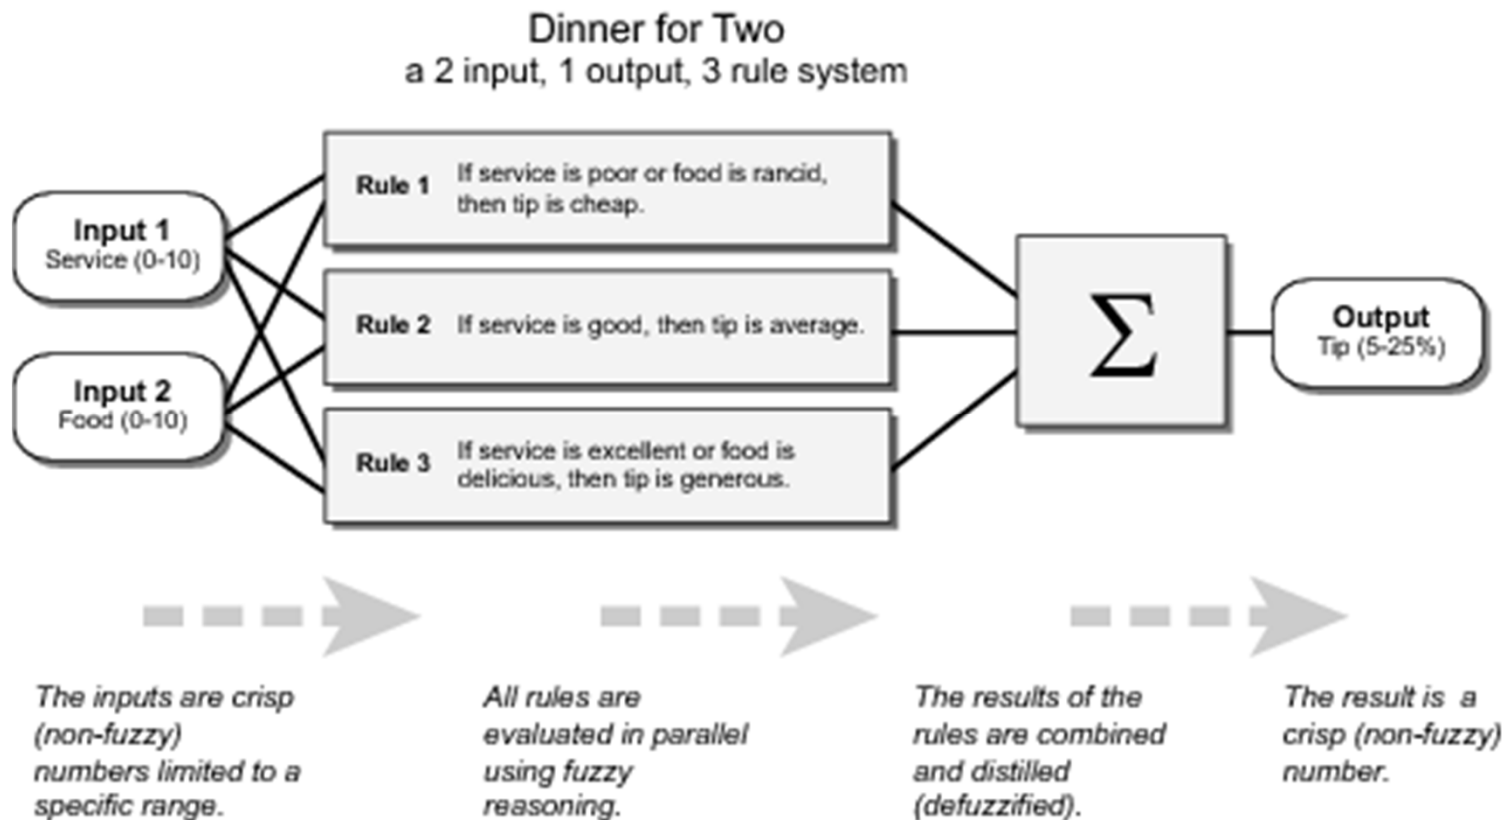 Dinner for Two
a 2 input, 1 output, 3 rule system
Input 1
Service (0-10)
Input 2
Food (0-10)
Rule 1 If service is poor or food is rancid,
then tip is cheap.
Rule 2 If service is good, then tip is average.
Rule 3 If service is excellent or food is
delicious, then tip is generous.
Σ
Output
Tip (5-25%)
The inputs are crisp
(non-fuzzy)
numbers limited to a
specific range.
All rules are
evaluated in parallel
using fuzzy
reasoning.
The results of the
rules are combined
and distilled
(defuzzified).
The result is a
crisp (non-fuzzy)
number.